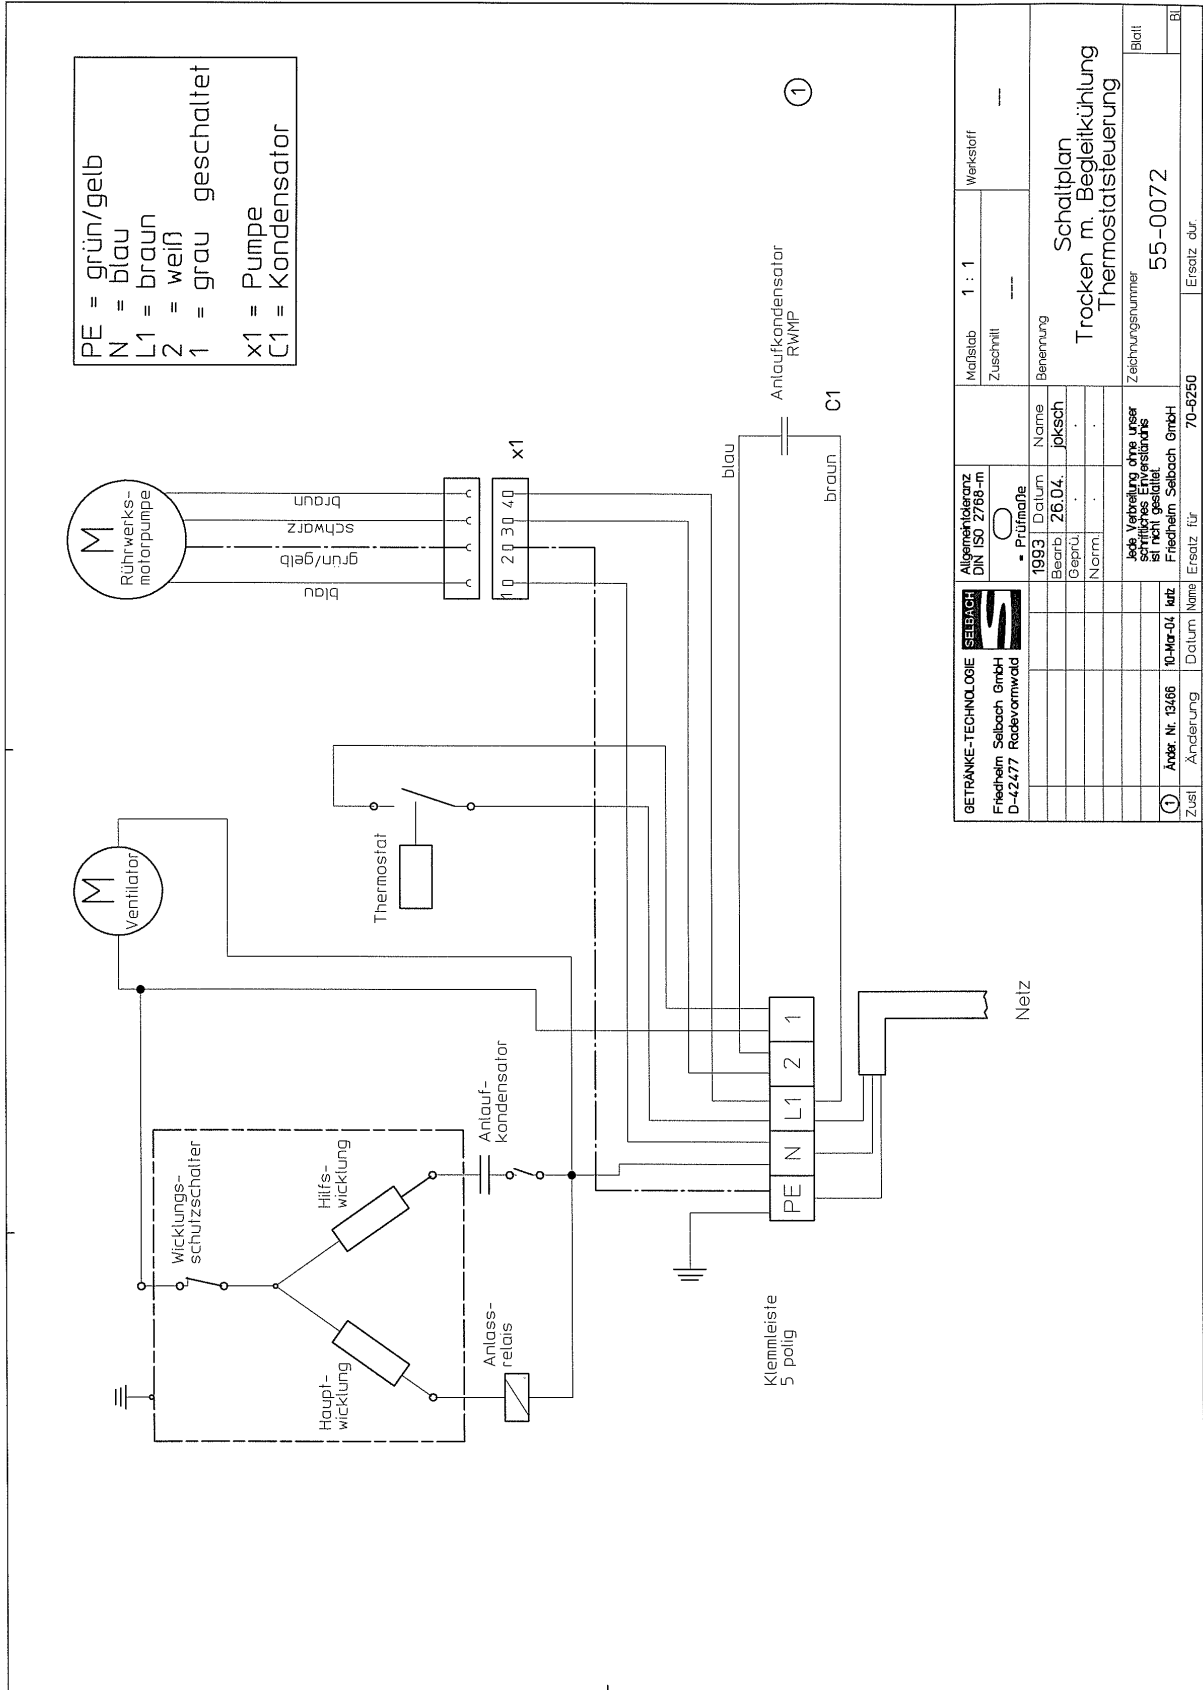 PE = grün/gelb
N = blau
L1 = braun
2 = weiß
1 = grau geschaltet
x1 = Pumpe
C1 = Kondensator
M
Ventilator
M
Rührwerks-
motorpumpe
blau
grün/gelb
schwarz
braun
1 2 3 4
x1
Wicklungs-
schutzschalter
Haupt-
wicklung
Hilfs-
wicklung
Anlass-
relais
Anlauf-
kondensator
Thermostat
Klemmleiste
5 polig
PE N L1 2 1
Netz
blau
braun
Anlaufkondensator
RWMP
C1
1
GETRÄNKE-TECHNOLOGIE
SELBACH
Friedhelm Selbach GmbH
D-42477 Radevormwald
Allgemeintoleranz
DIN ISO 2768-m
= Prüfmaße
Maßstab 1 : 1
Werkstoff
Zuschnitt ---
---
1993 Datum Name
Bearb. 26.04. joksch
Geprü. . .
Norm. . .
Benennung
Schaltplan
Trocken m. Begleitkühlung
Thermostatsteuerung
Jede Verbreitung ohne unser
schriftliches Einverständnis
ist nicht gestattet.
Friedhelm Selbach GmbH
Zeichnungsnummer
55-0072
Blatt
Bl
1 Änder. Nr. 13466 10-Mar-04 kurtz
Zust Änderung Datum Name
Ersatz für 70-6250
Ersatz dur.